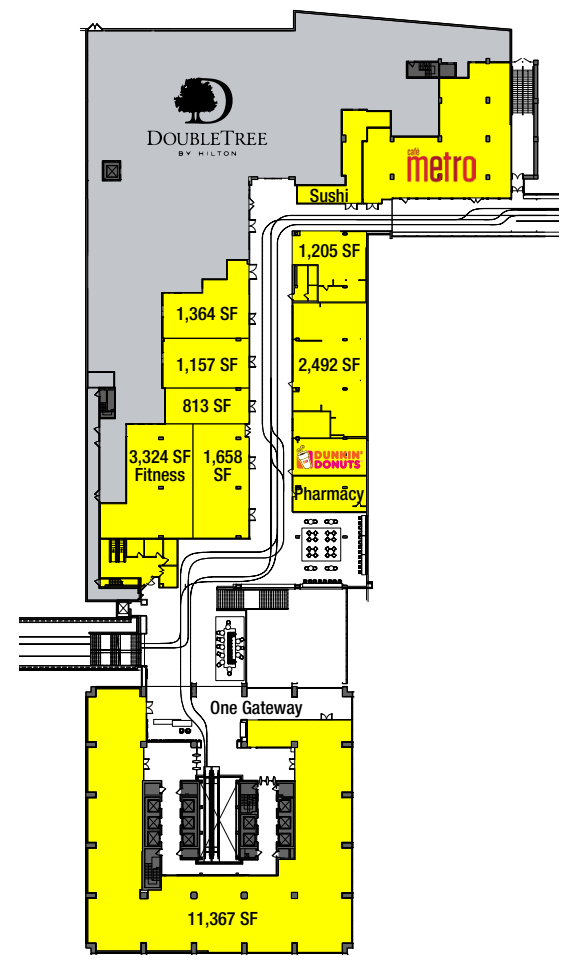 DOUBLETREE
BY HILTON
café
metro
Sushi
1,205 SF
1,364 SF
1,157 SF
2,492 SF
813 SF
3,324 SF
Fitness
1,658
SF
DUNKIN'
DONUTS
Pharmacy
One Gateway
11,367 SF